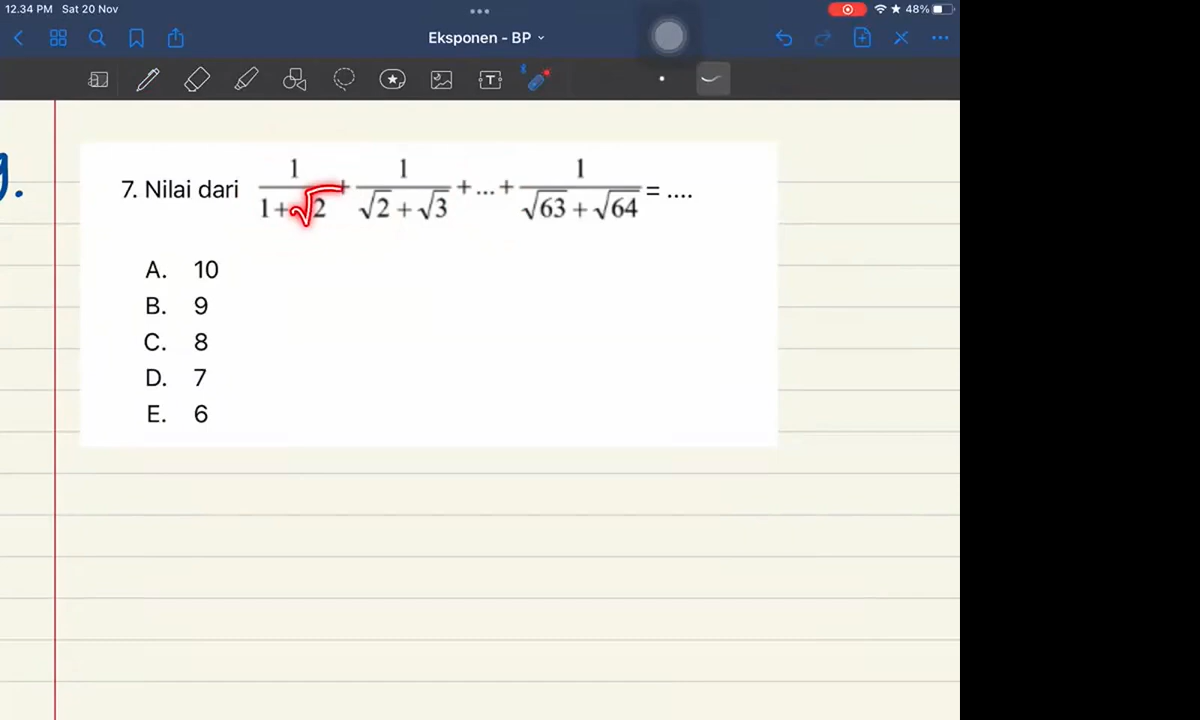 12.34 PM Sat 20 Nov
48%
Eksponen - BP
T
g.
7. Nilai dari 1/(1+√2) + 1/(√2 + √3) + ... + 1/(√63 + √64) = ....
A. 10
B. 9
C. 8
D. 7
E. 6